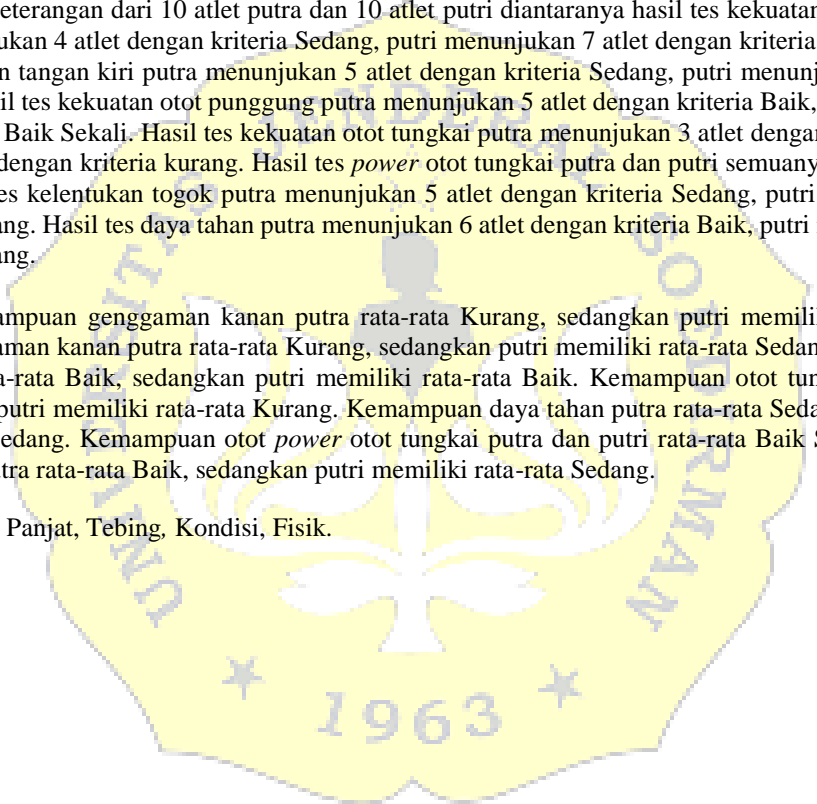 eterangan dari 10 atlet putra dan 10 atlet putri diantaranya hasil tes kekuatan
ukan 4 atlet dengan kriteria Sedang, putri menunjukan 7 atlet dengan kriteria
n tangan kiri putra menunjukan 5 atlet dengan kriteria Sedang, putri menunj
il tes kekuatan otot punggung putra menunjukan 5 atlet dengan kriteria Baik,
Baik Sekali. Hasil tes kekuatan otot tungkai putra menunjukan 3 atlet dengan
dengan kriteria kurang. Hasil tes power otot tungkai putra dan putri semuany
es kelentukan togok putra menunjukan 5 atlet dengan kriteria Sedang, putri
ang. Hasil tes daya tahan putra menunjukan 6 atlet dengan kriteria Baik, putri
ang.
ampuan genggaman kanan putra rata-rata Kurang, sedangkan putri memili
aman kanan putra rata-rata Kurang, sedangkan putri memiliki rata-rata Sedan
a-rata Baik, sedangkan putri memiliki rata-rata Baik. Kemampuan otot tun
putri memiliki rata-rata Kurang. Kemampuan daya tahan putra rata-rata Seda
Sedang. Kemampuan otot power otot tungkai putra dan putri rata-rata Baik S
tra rata-rata Baik, sedangkan putri memiliki rata-rata Sedang.
Panjat, Tebing, Kondisi, Fisik.
UNIVERSITAS JENDERAL SOEDIRMAN
1963